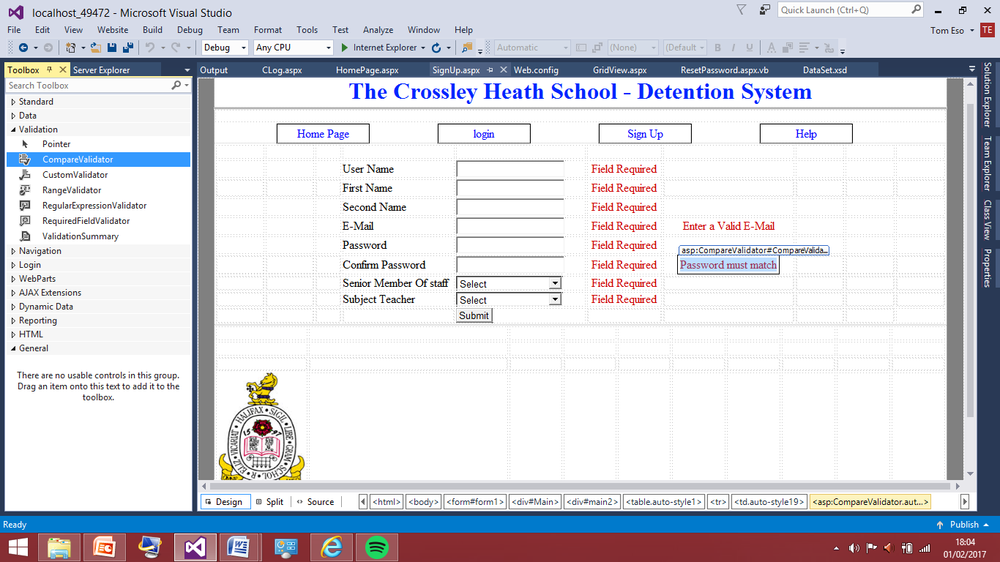 localhost_49472 - Microsoft Visual Studio
Quick Launch (Ctrl+Q)
File Edit View Website Build Debug Team Format Tools Test Analyze Window Help
Tom Eso TE
Debug Any CPU Internet Explorer Automatic (None) (Default B I U A
Toolbox Server Explorer
Output CLog.aspx HomePage.aspx SignUp.aspx Web.config GridView.aspx ResetPassword.aspx.vb DataSet.xsd
Search Toolbox
Standard
Data
Validation
Pointer
CompareValidator
CustomValidator
RangeValidator
RegularExpressionValidator
RequiredFieldValidator
ValidationSummary
Navigation
Login
WebParts
AJAX Extensions
Dynamic Data
Reporting
HTML
General
There are no usable controls in this group.
Drag an item onto this text to add it to the
toolbox.
The Crossley Heath School - Detention System
Home Page login Sign Up Help
User Name Field Required
First Name Field Required
Second Name Field Required
E-Mail Field Required Enter a Valid E-Mail
Password Field Required
asp:CompareValidator#CompareValida...
Confirm Password Field Required Password must match
Senior Member Of staff Select Field Required
Subject Teacher Select Field Required
Submit
HALIFAX SIGIL LIBE GRAM SCHOL R ELIZ VICARIAT
15 97
Solution Explorer
Team Explorer
Class View
Properties
Design Split Source <html> <body> <form#form1> <div#Main> <div#main2> <table.auto-style1> <tr> <td.auto-style19> <asp:CompareValidator.aut...>
Ready
Publish
18:04
01/02/2017